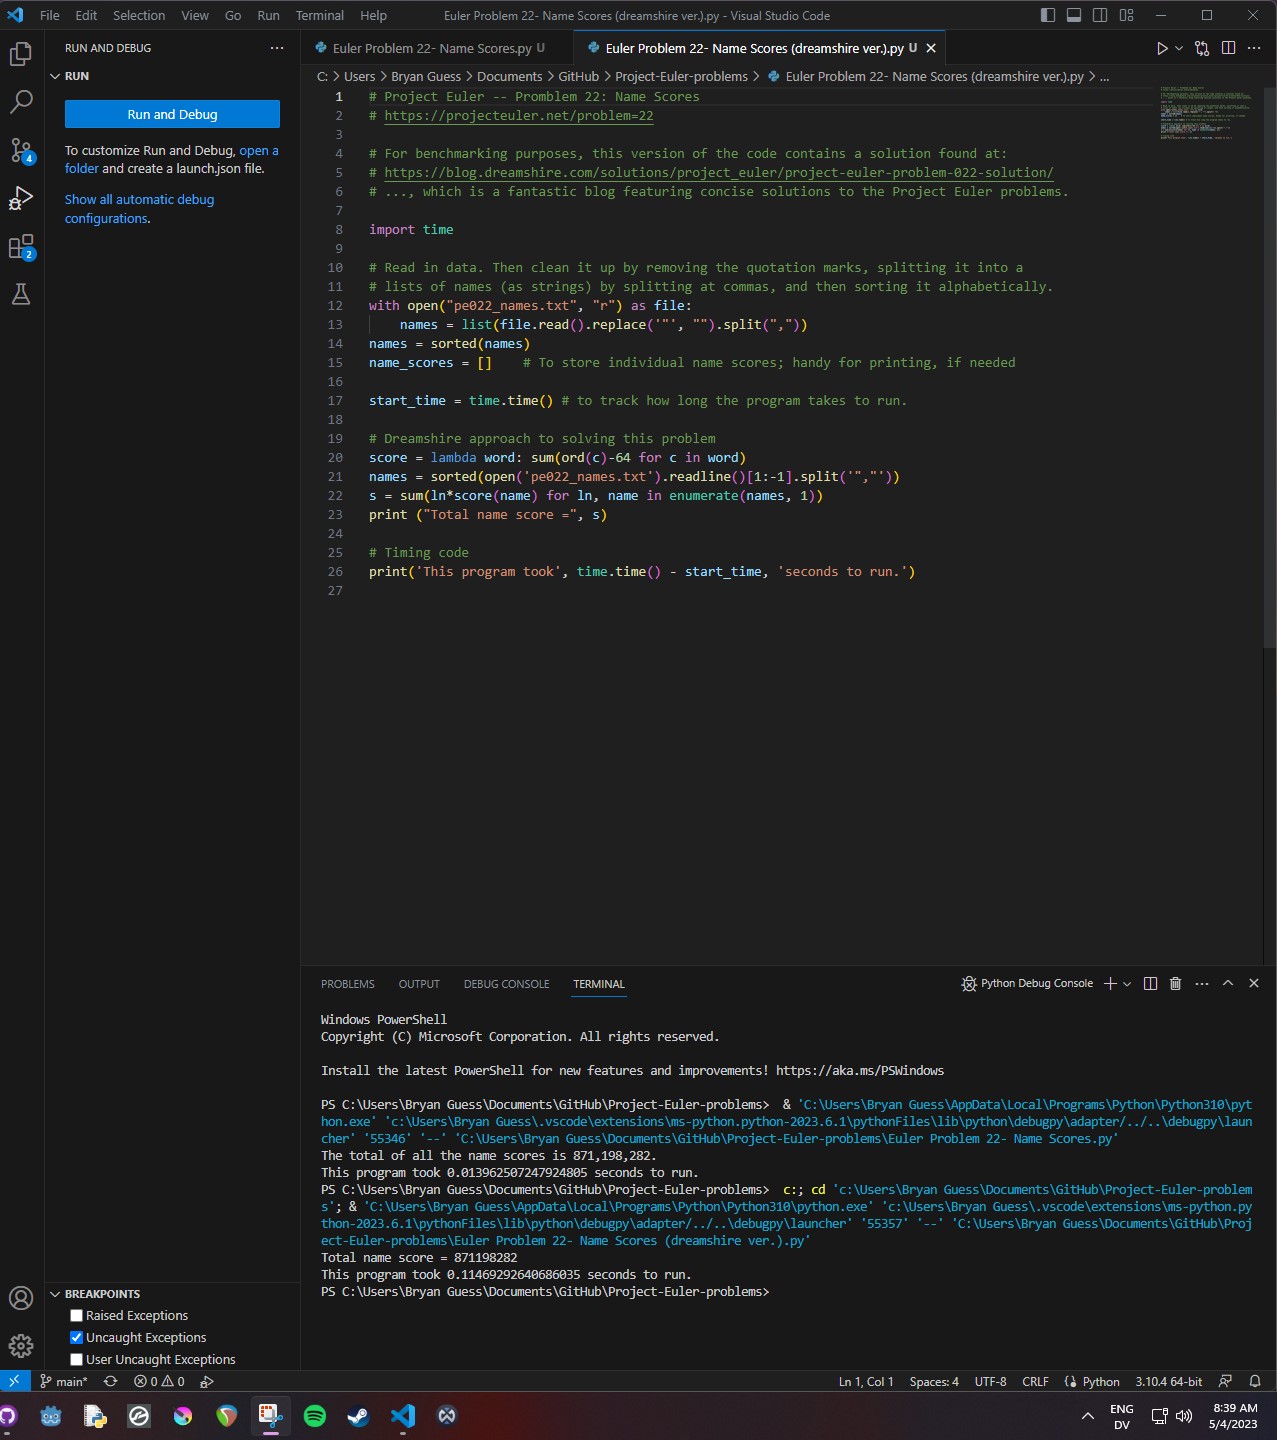 File Edit Selection View Go Run Terminal Help Euler Problem 22- Name Scores (dreamshire ver.).py - Visual Studio Code
RUN AND DEBUG ···
RUN
Run and Debug
To customize Run and Debug, open a
folder and create a launch.json file.
Show all automatic debug
configurations.
4
2
Euler Problem 22- Name Scores.py U
Euler Problem 22- Name Scores (dreamshire ver.).py U
C: > Users > Bryan Guess > Documents > GitHub > Project-Euler-problems > Euler Problem 22- Name Scores (dreamshire ver.).py > ...
1 # Project Euler -- Promblem 22: Name Scores
2 # https://projecteuler.net/problem=22
3
4 # For benchmarking purposes, this version of the code contains a solution found at:
5 # https://blog.dreamshire.com/solutions/project_euler/project-euler-problem-022-solution/
6 # ..., which is a fantastic blog featuring concise solutions to the Project Euler problems.
7
8 import time
9
10 # Read in data. Then clean it up by removing the quotation marks, splitting it into a
11 # lists of names (as strings) by splitting at commas, and then sorting it alphabetically.
12 with open("pe022_names.txt", "r") as file:
13     names = list(file.read().replace('"', "").split(","))
14 names = sorted(names)
15 name_scores = []    # To store individual name scores; handy for printing, if needed
16
17 start_time = time.time() # to track how long the program takes to run.
18
19 # Dreamshire approach to solving this problem
20 score = lambda word: sum(ord(c)-64 for c in word)
21 names = sorted(open('pe022_names.txt').readline()[1:-1].split('","'))
22 s = sum(ln*score(name) for ln, name in enumerate(names, 1))
23 print ("Total name score =", s)
24
25 # Timing code
26 print('This program took', time.time() - start_time, 'seconds to run.')
27
PROBLEMS OUTPUT DEBUG CONSOLE TERMINAL Python Debug Console
Windows PowerShell
Copyright (C) Microsoft Corporation. All rights reserved.
Install the latest PowerShell for new features and improvements! https://aka.ms/PSWindows
PS C:\Users\Bryan Guess\Documents\GitHub\Project-Euler-problems>  & 'C:\Users\Bryan Guess\AppData\Local\Programs\Python\Python310\pyt
hon.exe' 'c:\Users\Bryan Guess\.vscode\extensions\ms-python.python-2023.6.1\pythonFiles\lib\python\debugpy\adapter/../..\debugpy\laun
cher' '55346' '--' 'C:\Users\Bryan Guess\Documents\GitHub\Project-Euler-problems\Euler Problem 22- Name Scores.py'
The total of all the name scores is 871,198,282.
This program took 0.013962507247924805 seconds to run.
PS C:\Users\Bryan Guess\Documents\GitHub\Project-Euler-problems>  c:; cd 'c:\Users\Bryan Guess\Documents\GitHub\Project-Euler-problem
s'; & 'C:\Users\Bryan Guess\AppData\Local\Programs\Python\Python310\python.exe' 'c:\Users\Bryan Guess\.vscode\extensions\ms-python.py
thon-2023.6.1\pythonFiles\lib\python\debugpy\adapter/../..\debugpy\launcher' '55357' '--' 'C:\Users\Bryan Guess\Documents\GitHub\Proj
ect-Euler-problems\Euler Problem 22- Name Scores (dreamshire ver.).py'
Total name score = 871198282
This program took 0.11469292640686035 seconds to run.
PS C:\Users\Bryan Guess\Documents\GitHub\Project-Euler-problems>
BREAKPOINTS
Raised Exceptions
Uncaught Exceptions
User Uncaught Exceptions
main* 0 0 Ln 1, Col 1 Spaces: 4 UTF-8 CRLF Python 3.10.4 64-bit
ENG
DV
8:39 AM
5/4/2023